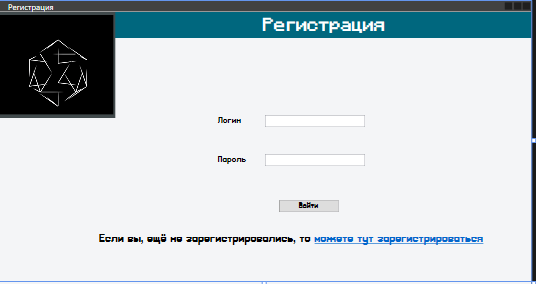 Регистрация
Регистрация
Логин
Пароль
Войти
Если вы, ещё не зарегистрировались, то можете тут зарегистрироваться